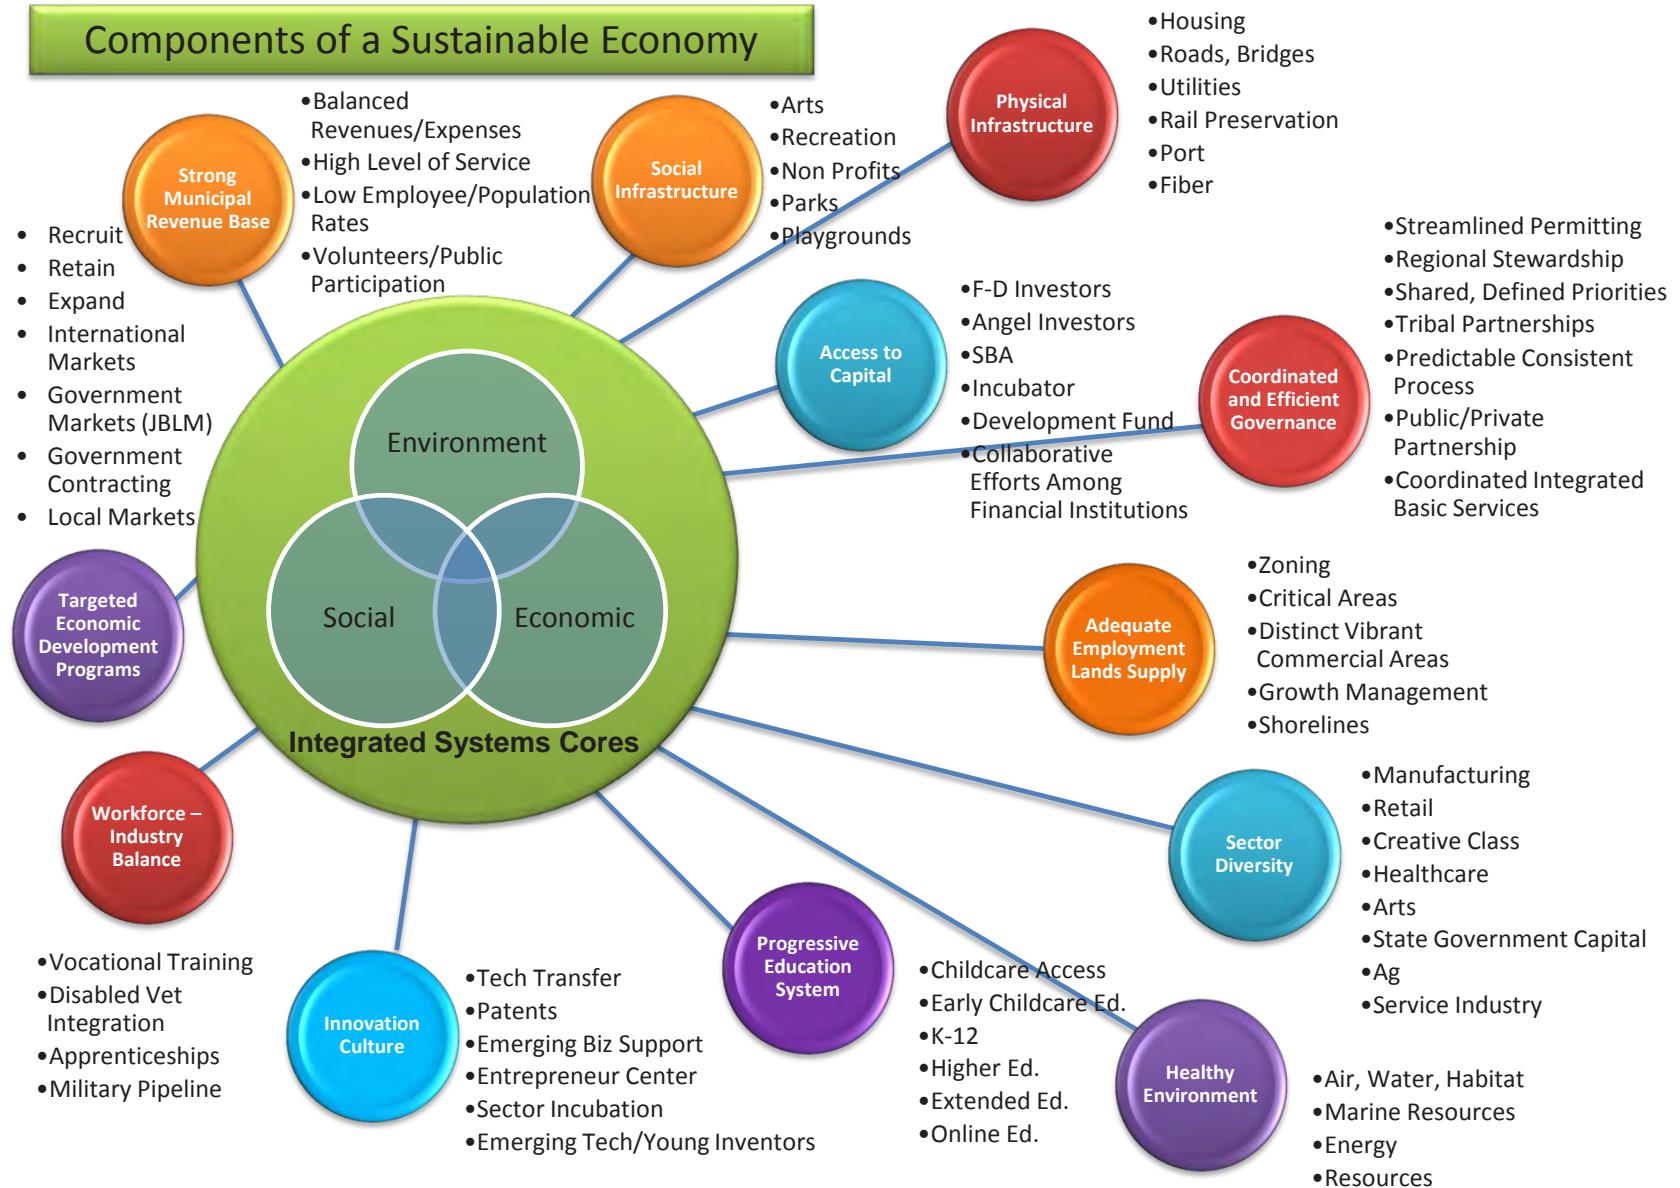 Components of a Sustainable Economy
Strong
Municipal
Revenue Base
•Balanced
Revenues/Expenses
•High Level of Service
•Low Employee/Population
Rates
•Volunteers/Public
Participation
Social
Infrastructure
•Arts
•Recreation
•Non Profits
•Parks
•Playgrounds
Physical
Infrastructure
•Housing
•Roads, Bridges
•Utilities
•Rail Preservation
•Port
•Fiber
Access to
Capital
•F-D Investors
•Angel Investors
•SBA
•Incubator
•Development Fund
•Collaborative
Efforts Among
Financial Institutions
Coordinated
and Efficient
Governance
•Streamlined Permitting
•Regional Stewardship
•Shared, Defined Priorities
•Tribal Partnerships
•Predictable Consistent
Process
•Public/Private
Partnership
•Coordinated Integrated
Basic Services
• Recruit
• Retain
• Expand
• International
Markets
• Government
Markets (JBLM)
• Government
Contracting
• Local Markets
Targeted
Economic
Development
Programs
Environment
Social
Economic
Integrated Systems Cores
Adequate
Employment
Lands Supply
•Zoning
•Critical Areas
•Distinct Vibrant
Commercial Areas
•Growth Management
•Shorelines
Sector
Diversity
•Manufacturing
•Retail
•Creative Class
•Healthcare
•Arts
•State Government Capital
•Ag
•Service Industry
Workforce –
Industry
Balance
•Vocational Training
•Disabled Vet
Integration
•Apprenticeships
•Military Pipeline
Innovation
Culture
•Tech Transfer
•Patents
•Emerging Biz Support
•Entrepreneur Center
•Sector Incubation
•Emerging Tech/Young Inventors
Progressive
Education
System
•Childcare Access
•Early Childcare Ed.
•K-12
•Higher Ed.
•Extended Ed.
•Online Ed.
Healthy
Environment
•Air, Water, Habitat
•Marine Resources
•Energy
•Resources